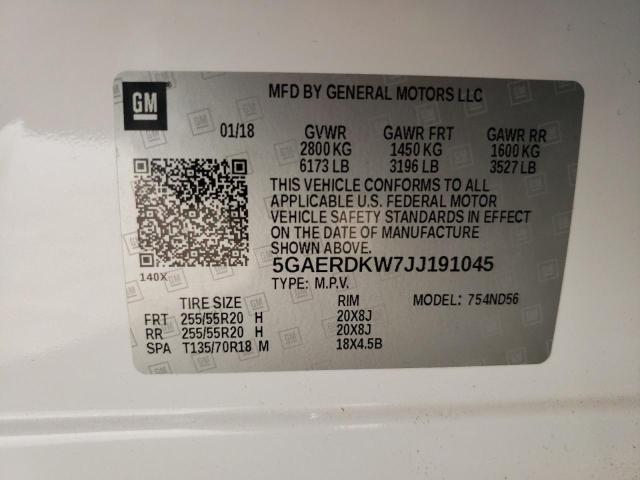 GM
MFD BY GENERAL MOTORS LLC
01/18 GVWR GAWR FRT GAWR RR
2800 KG 1450 KG 1600 KG
6173 LB 3196 LB 3527 LB
THIS VEHICLE CONFORMS TO ALL
APPLICABLE U.S. FEDERAL MOTOR
VEHICLE SAFETY STANDARDS IN EFFECT
ON THE DATE OF MANUFACTURE
SHOWN ABOVE.
140X
5GAERDKW7JJ191045
TYPE: M.P.V.
TIRE SIZE RIM MODEL: 754ND56
FRT 255/55R20 H 20X8J
RR 255/55R20 H 20X8J
SPA T135/70R18 M 18X4.5B